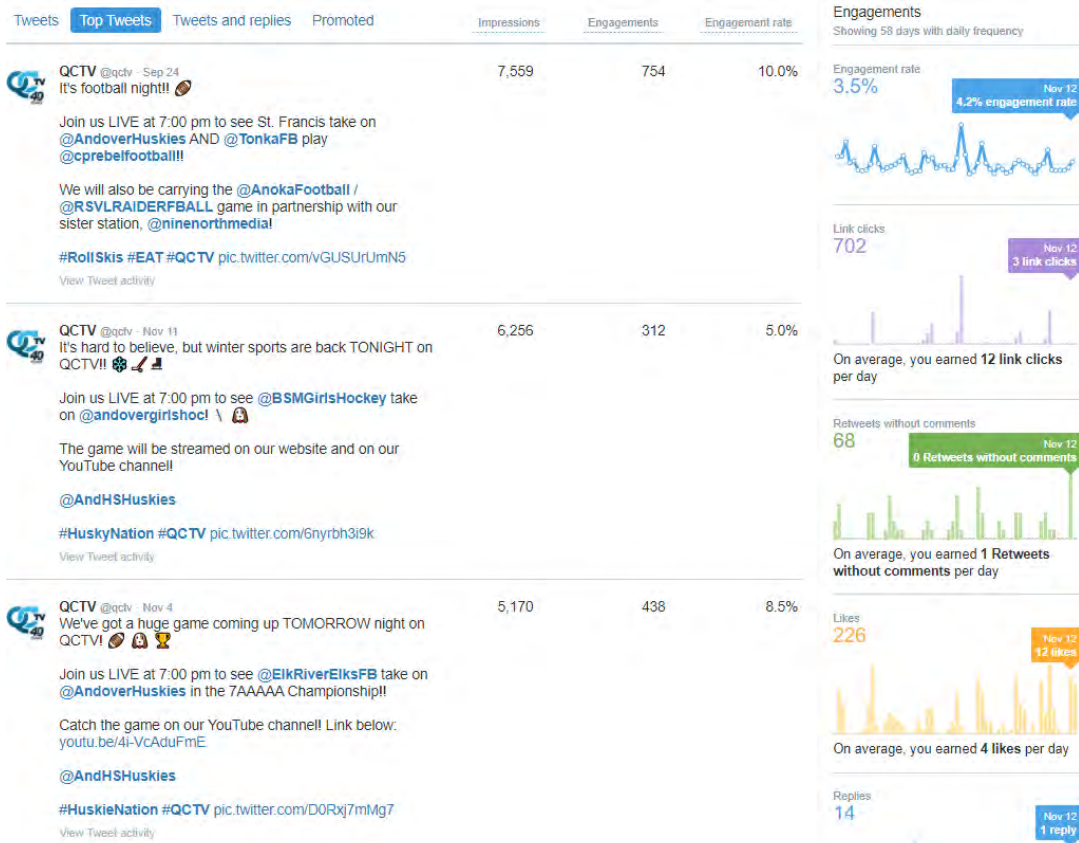 Tweets Top Tweets Tweets and replies Promoted Impressions Engagements Engagement rate
QCTV @qctv · Sep 24 7,559 754 10.0%
It's football night!! 🏈
Join us LIVE at 7:00 pm to see St. Francis take on
@AndoverHuskies AND @TonkaFB play
@cprebelfootball!!
We will also be carrying the @AnokaFootball /
@RSVLRAIDERFBALL game in partnership with our
sister station, @ninenorthmedia!
#RollSkis #EAT #QCTV pic.twitter.com/vGUSUrUmN5
View Tweet activity
QCTV @qctv · Nov 11 6,256 312 5.0%
It's hard to believe, but winter sports are back TONIGHT on
QCTV!!
Join us LIVE at 7:00 pm to see @BSMGirlsHockey take
on @andovergirlshoc! \
The game will be streamed on our website and on our
YouTube channel!
@AndHSHuskies
#HuskyNation #QCTV pic.twitter.com/6nyrbh3i9k
View Tweet activity
QCTV @qctv · Nov 4 5,170 438 8.5%
We've got a huge game coming up TOMORROW night on
QCTV! 🏈 🐶 🏆
Join us LIVE at 7:00 pm to see @ElkRiverElksFB take on
@AndoverHuskies in the 7AAAAA Championship!!
Catch the game on our YouTube channel! Link below:
youtu.be/4i-VcAduFmE
@AndHSHuskies
#HuskieNation #QCTV pic.twitter.com/D0Rxj7mMg7
View Tweet activity
Engagements
Showing 58 days with daily frequency
Engagement rate
3.5%
Nov 12
4.2% engagement rate
Link clicks
702
Nov 12
3 link clicks
On average, you earned 12 link clicks
per day
Retweets without comments
68
Nov 12
0 Retweets without comments
On average, you earned 1 Retweets
without comments per day
Likes
226
Nov 12
12 likes
On average, you earned 4 likes per day
Replies
14
Nov 12
1 reply